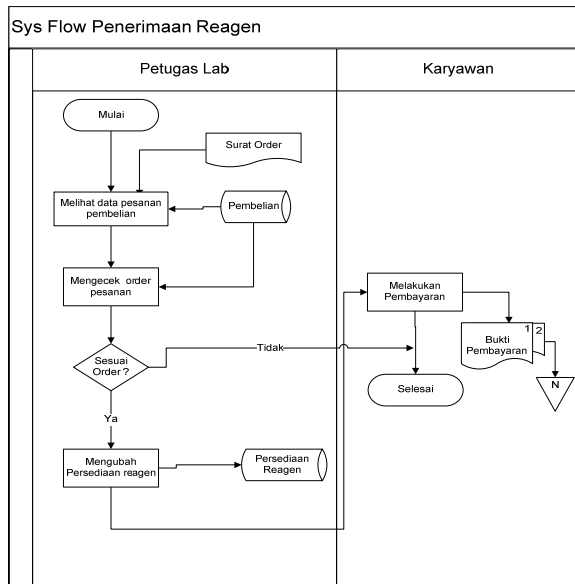 Sys Flow Penerimaan Reagen
Petugas Lab
Karyawan
Mulai
Surat Order
Melihat data pesanan
pembelian
Pembelian
Mengecek order
pesanan
Melakukan
Pembayaran
1
2
Bukti
Pembayaran
Sesuai
Order ?
Tidak
Selesai
N
Ya
Mengubah
Persediaan reagen
Persediaan
Reagen